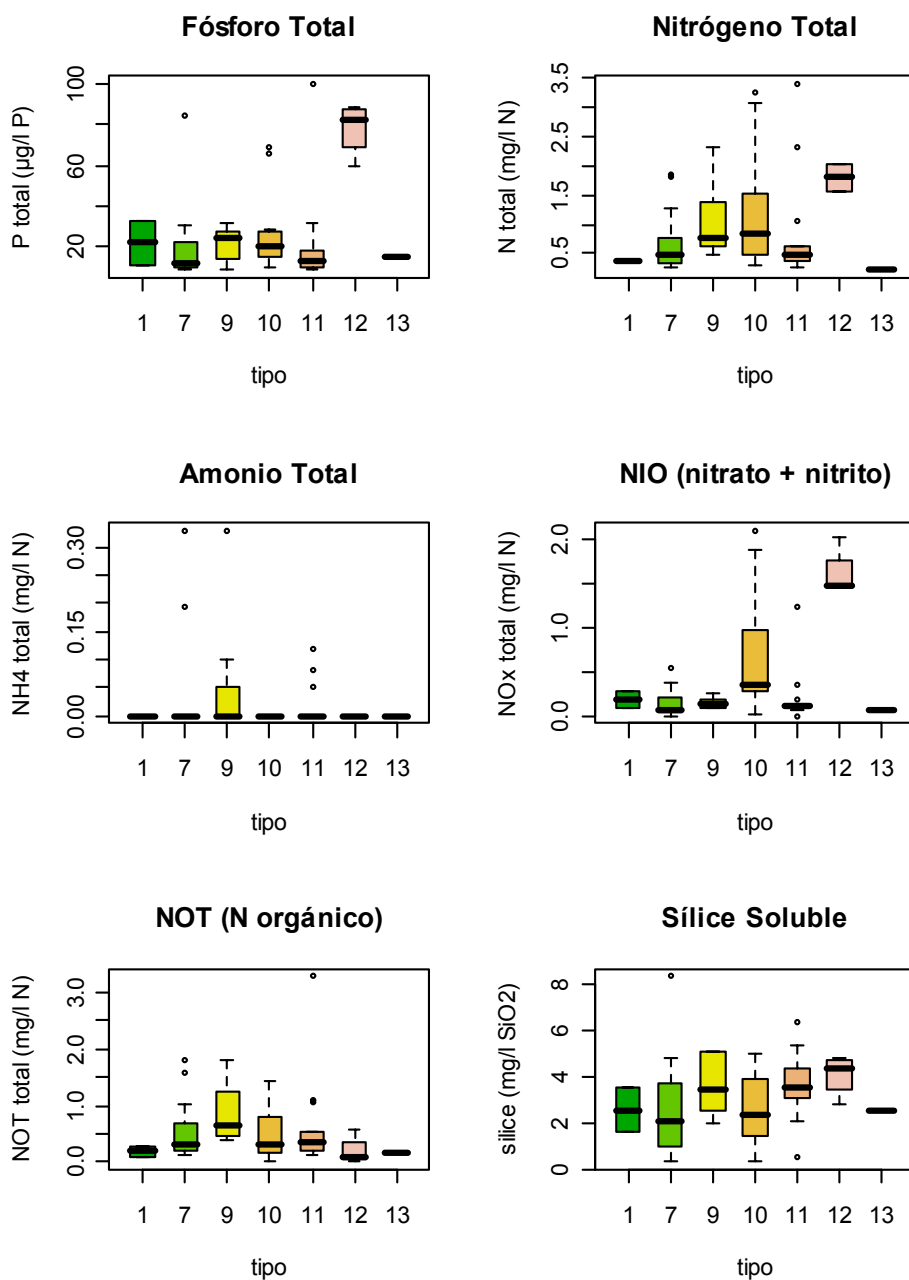 Fósforo Total
P total (µg/l P)
100
60
20
1 7 9 10 11 12 13
tipo
Nitrógeno Total
N total (mg/l N)
3.5
2.5
1.5
0.5
1 7 9 10 11 12 13
tipo
Amonio Total
NH4 total (mg/l N)
0.30
0.15
0.00
1 7 9 10 11 12 13
tipo
NIO (nitrato + nitrito)
NOx total (mg/l N)
2.0
1.0
0.0
1 7 9 10 11 12 13
tipo
NOT (N orgánico)
NOT total (mg/l N)
3.0
2.0
1.0
0.0
1 7 9 10 11 12 13
tipo
Sílice Soluble
sílice (mg/l SiO2)
8
6
4
2
0
1 7 9 10 11 12 13
tipo